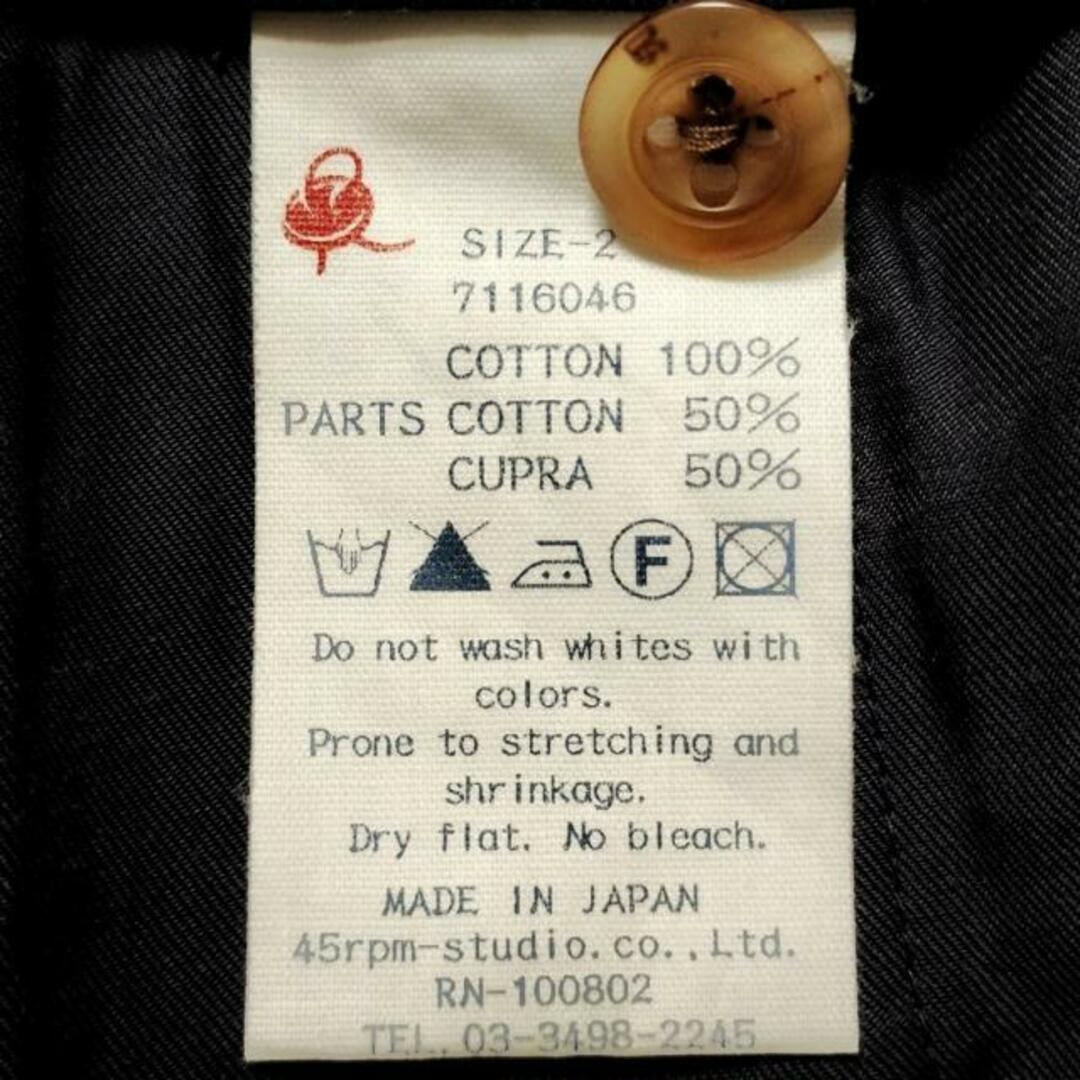 SIZE-2
7116046
COTTON 100%
PARTS COTTON 50%
CUPRA 50%
F
Do not wash whites with
colors.
Prone to stretching and
shrinkage.
Dry flat. No bleach.
MADE IN JAPAN
45rpm-studio.co.,Ltd.
RN-100802
TEL.03-3498-2245